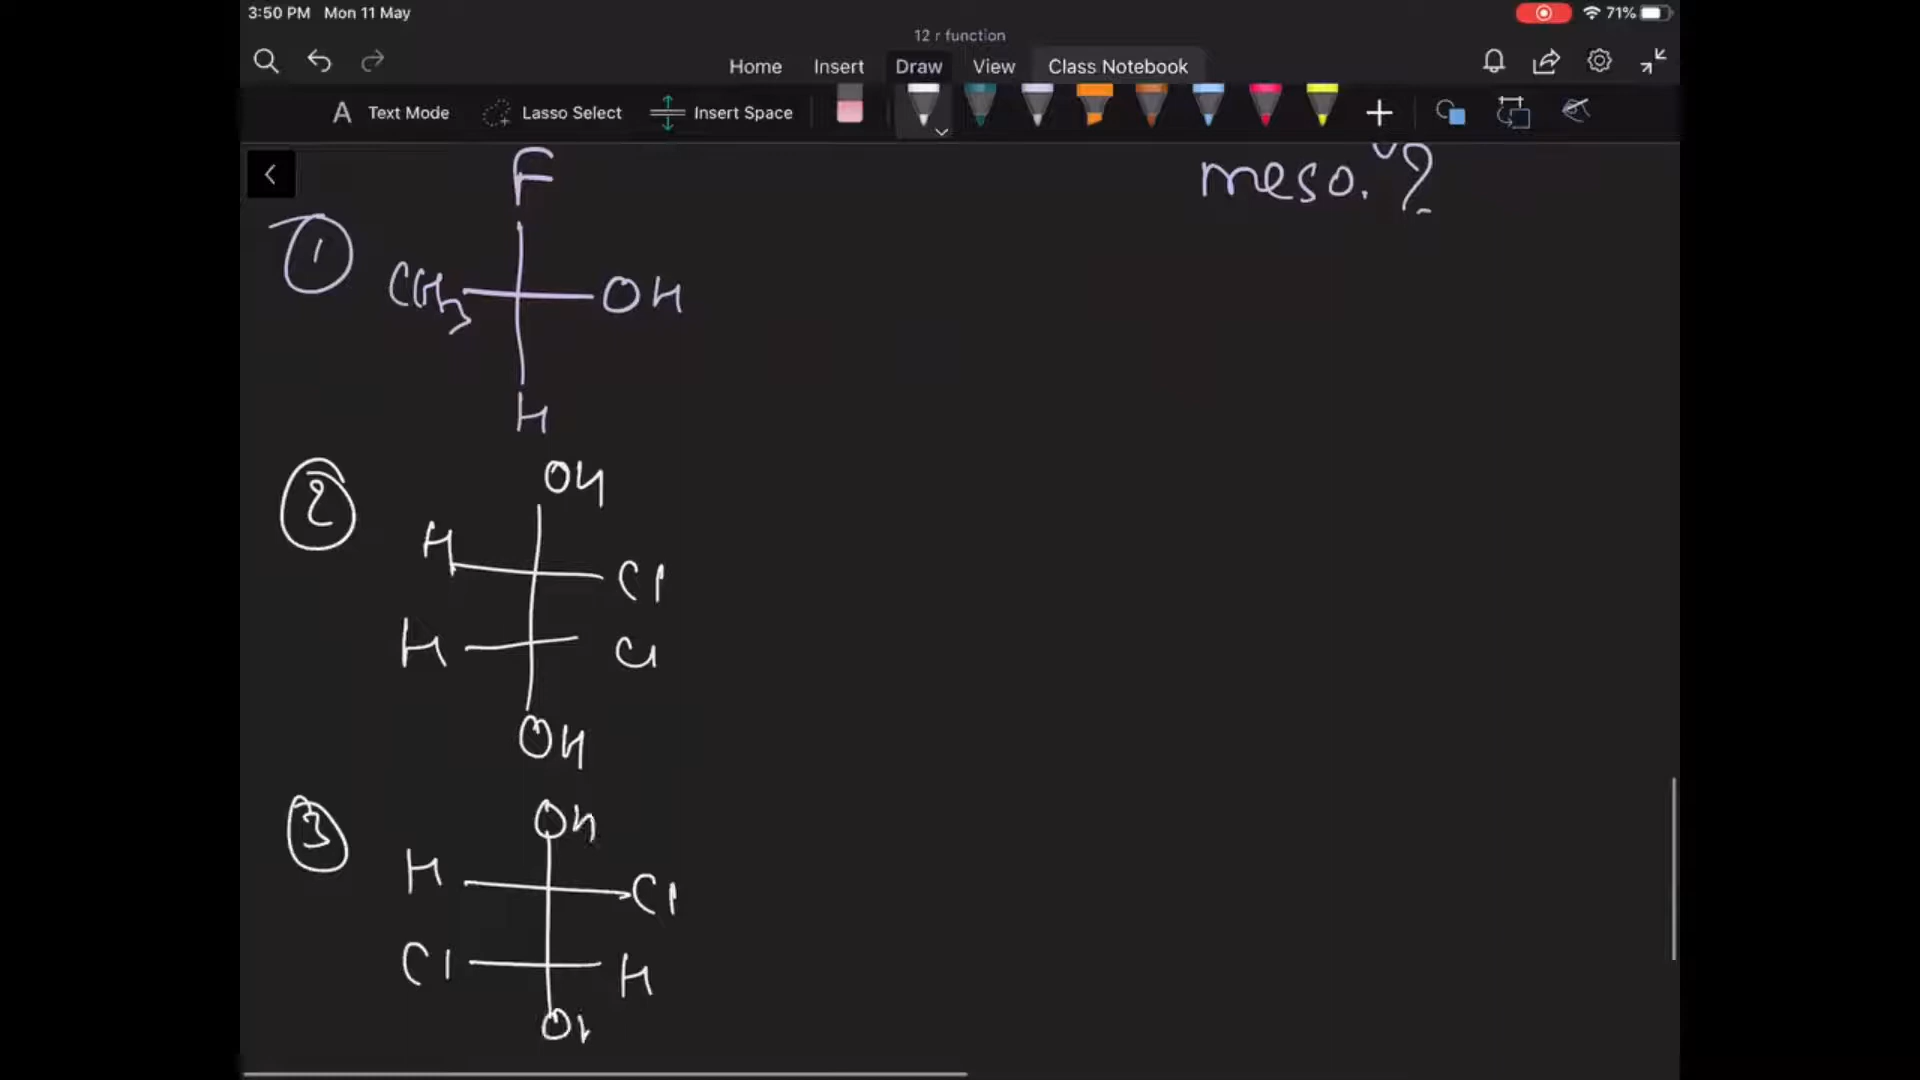 3:50 PM Mon 11 May
71%
12 r function
Home Insert Draw View Class Notebook
A Text Mode Lasso Select Insert Space
meso. ?
F
1
CH3 OH
H
2
OH
H Cl
H Cl
OH
3
OH
H Cl
Cl H